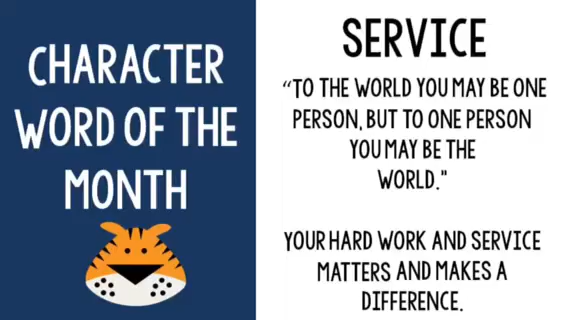 CHARACTER
WORD OF THE
MONTH
SERVICE
“TO THE WORLD YOU MAY BE ONE
PERSON, BUT TO ONE PERSON
YOU MAY BE THE
WORLD."
YOUR HARD WORK AND SERVICE
MATTERS AND MAKES A
DIFFERENCE.